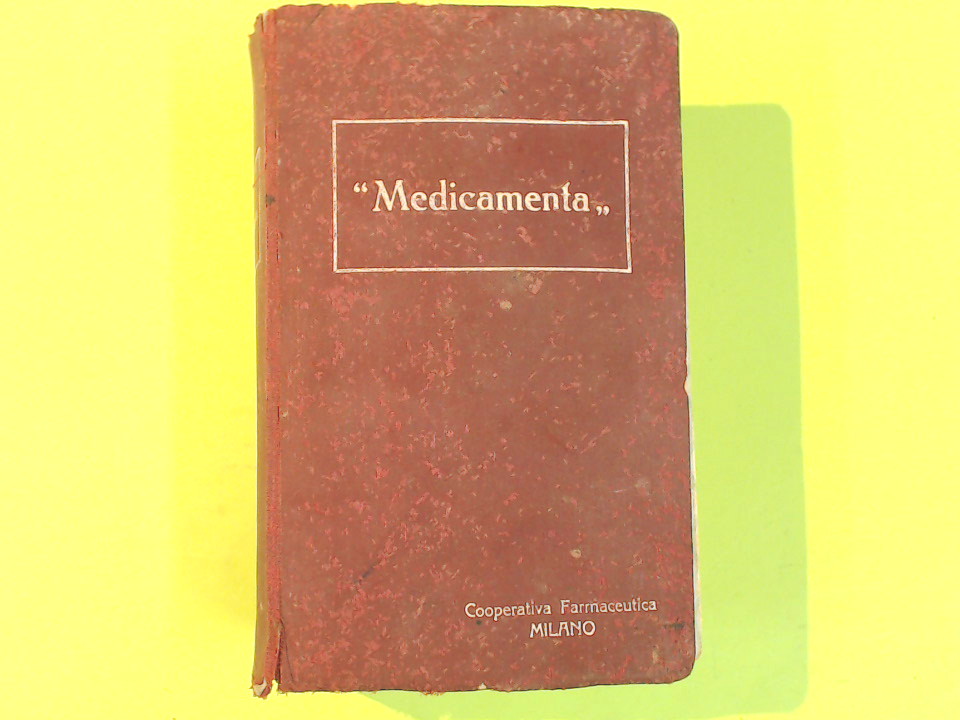 “Medicamenta„
Cooperativa Farmaceutica
MILANO